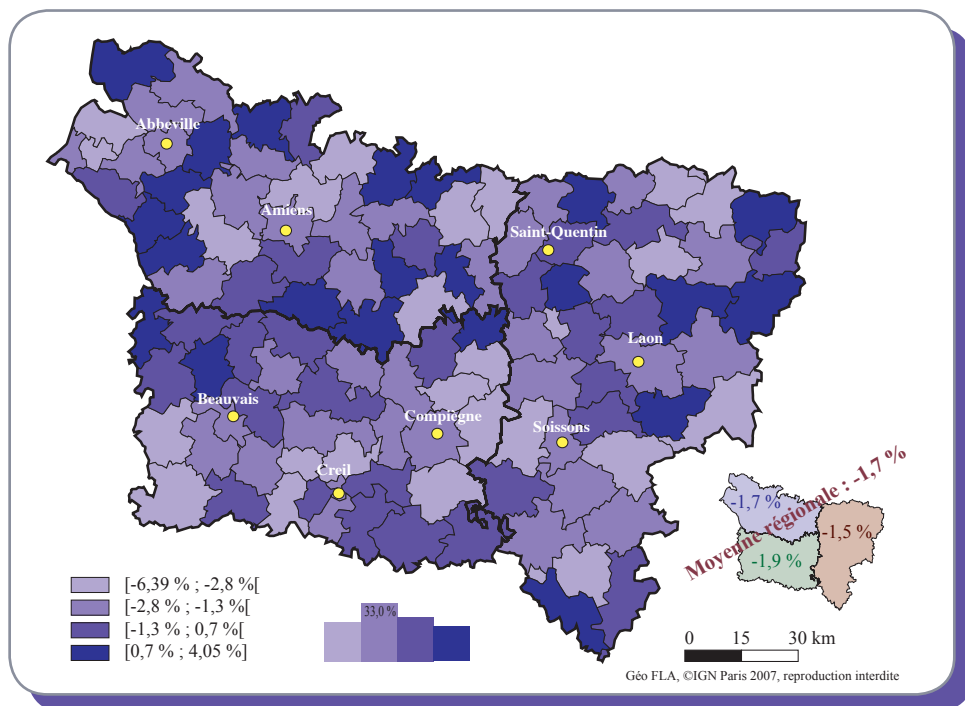 Abbeville
Amiens
Saint-Quentin
Laon
Beauvais
Compiègne
Soissons
Creil
Moyenne régionale : -1,7 %
-1,7 %
-1,5 %
-1,9 %
[-6,39 % ; -2,8 %[
[-2,8 % ; -1,3 %[
[-1,3 % ; 0,7 %[
[0,7 % ; 4,05 %]
33,0 %
0 15 30 km
Géo FLA, ©IGN Paris 2007, reproduction interdite